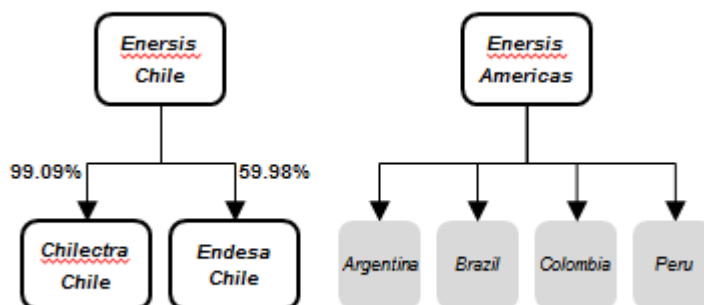 Enersis
Chile
Enersis
Americas
99.09%
59.98%
Chilectra
Chile
Endesa
Chile
Argentina
Brazil
Colombia
Peru